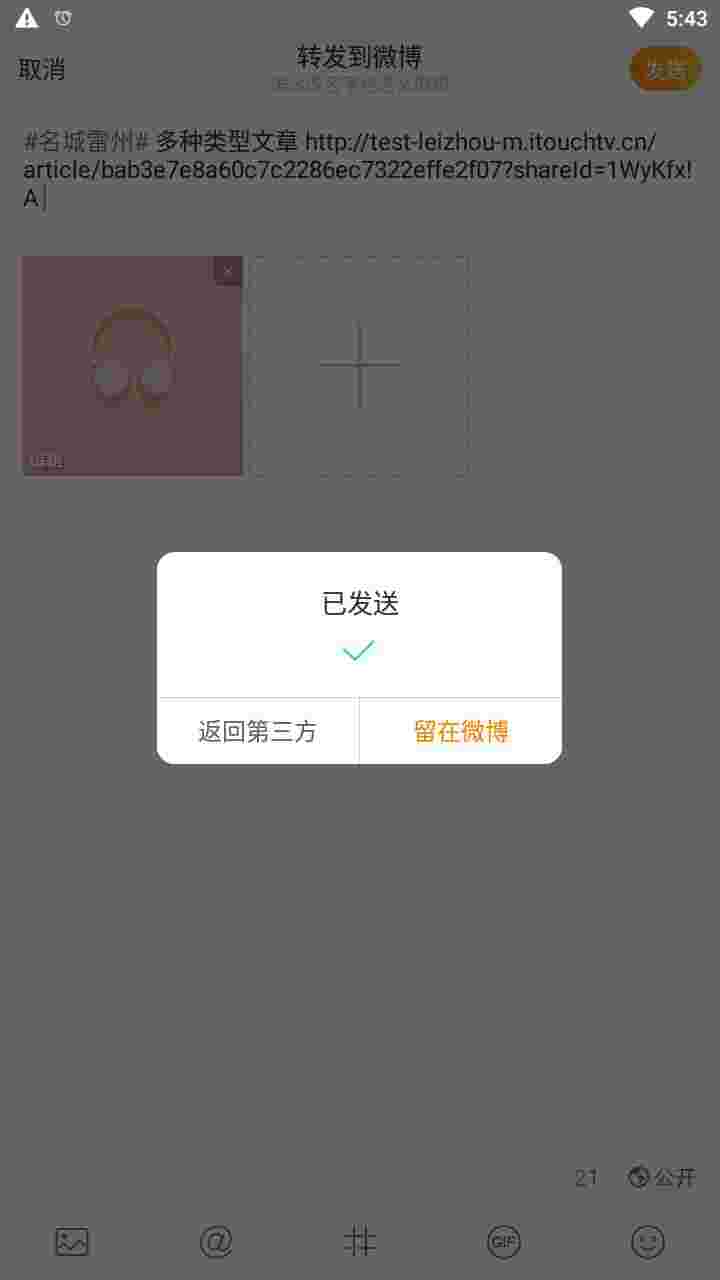 5:43
取消
转发到微博
发送
#名城雷州# 多种类型文章 http://test-leizhou-m.itouchtv.cn/
article/bab3e7e8a60c7c2286ec7322effe2f07?shareId=1WyKfx!
A
已发送
返回第三方
留在微博
21
公开
@
GIF